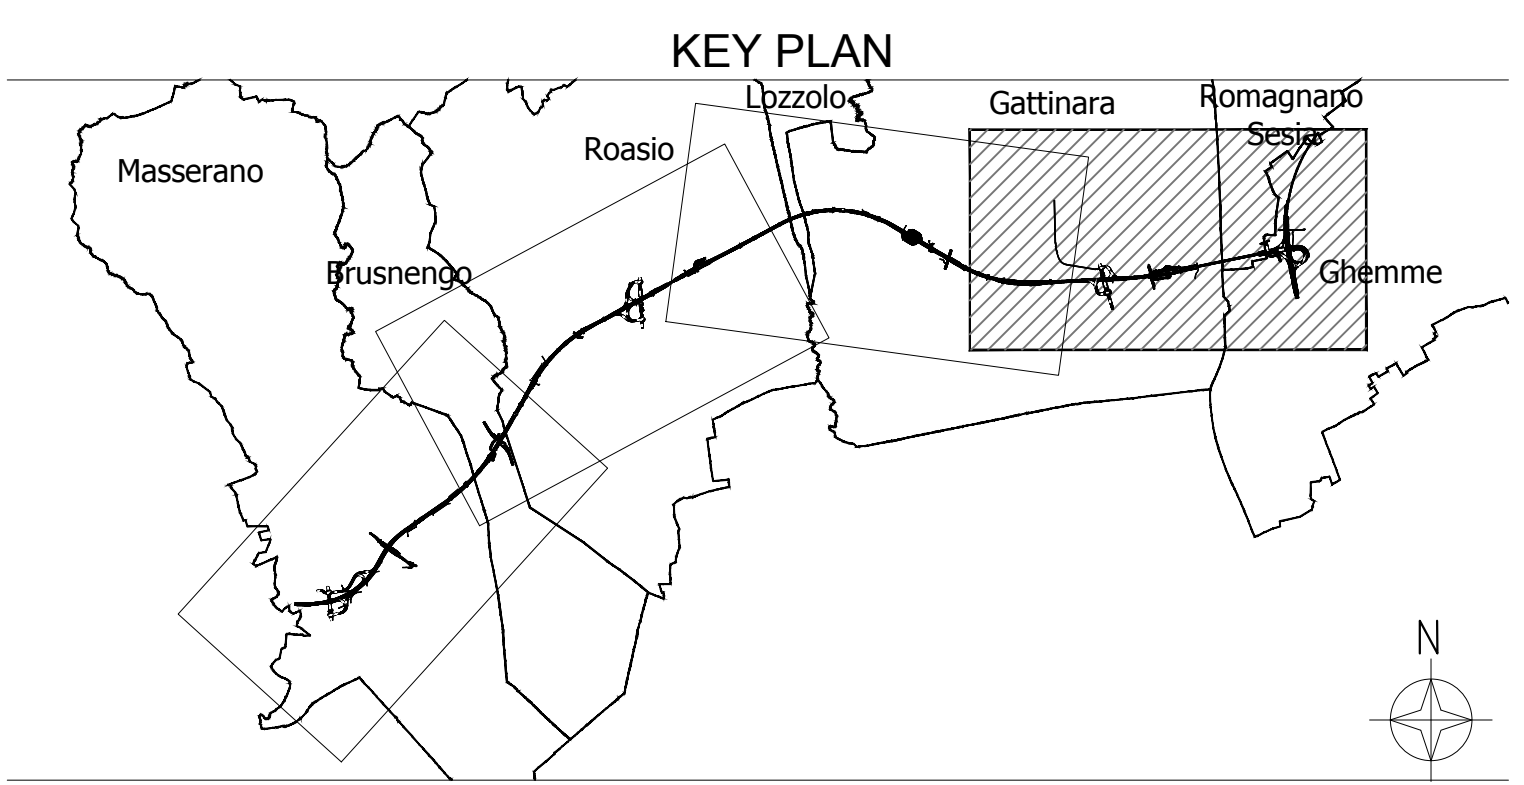 KEY PLAN
Lozzolo
Gattinara
Romagnano
Sesia
Roasio
Masserano
Brusnengo
Ghemme
N